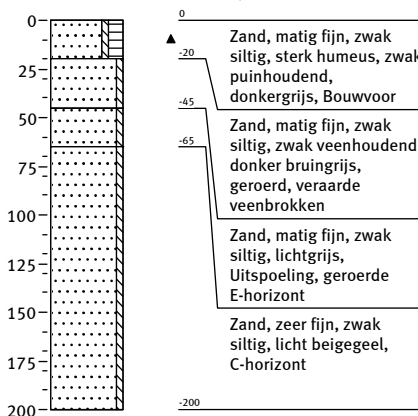 0
25
50
75
100
125
150
175
200
0
-20
-45
-65
-200
Zand, matig fijn, zwak
siltig, sterk humeus, zwak
puinhoudend,
donkergrijs, Bouwvoor
Zand, matig fijn, zwak
siltig, zwak veenhoudend
donker bruingrijs,
geroerd, veraarde
veenbrokken
Zand, matig fijn, zwak
siltig, lichtgrijs,
Uitspoeling, geroerde
E-horizont
Zand, zeer fijn, zwak
siltig, licht beigegeel,
C-horizont